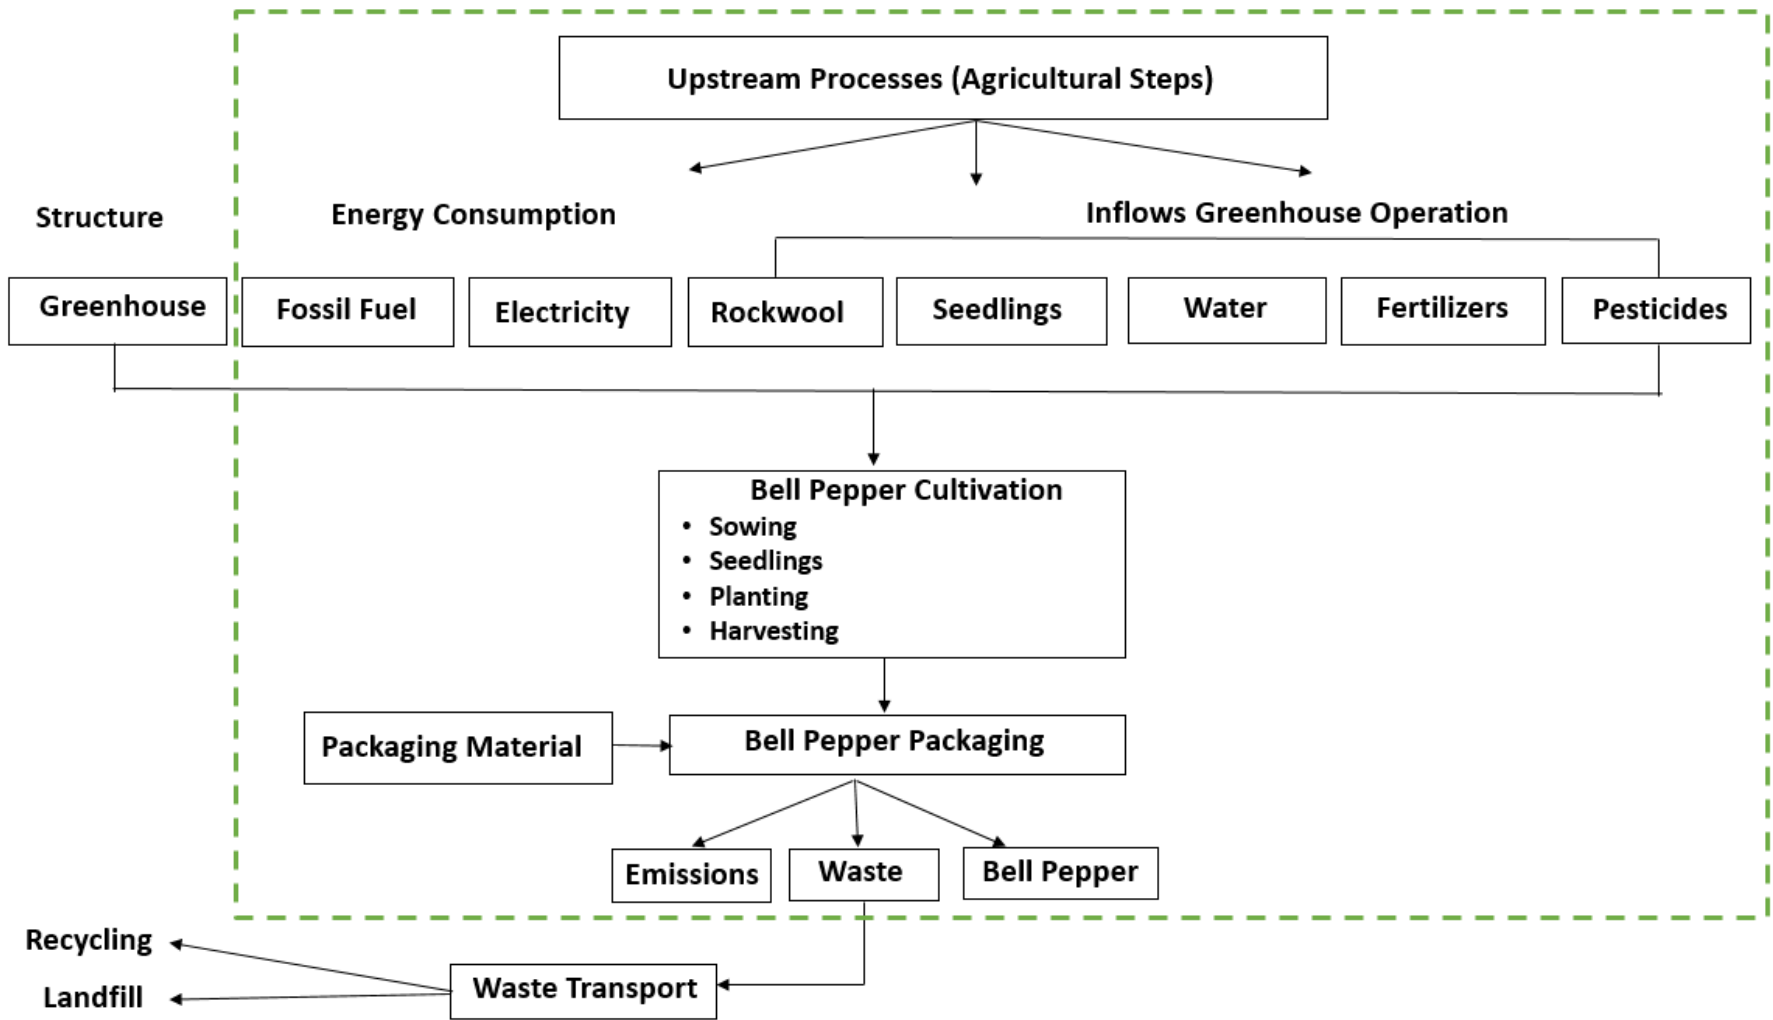 Upstream Processes (Agricultural Steps)
Structure
Energy Consumption
Inflows Greenhouse Operation
Greenhouse
Fossil Fuel
Electricity
Rockwool
Seedlings
Water
Fertilizers
Pesticides
Bell Pepper Cultivation
• Sowing
• Seedlings
• Planting
• Harvesting
Packaging Material
Bell Pepper Packaging
Emissions
Waste
Bell Pepper
Recycling
Landfill
Waste Transport